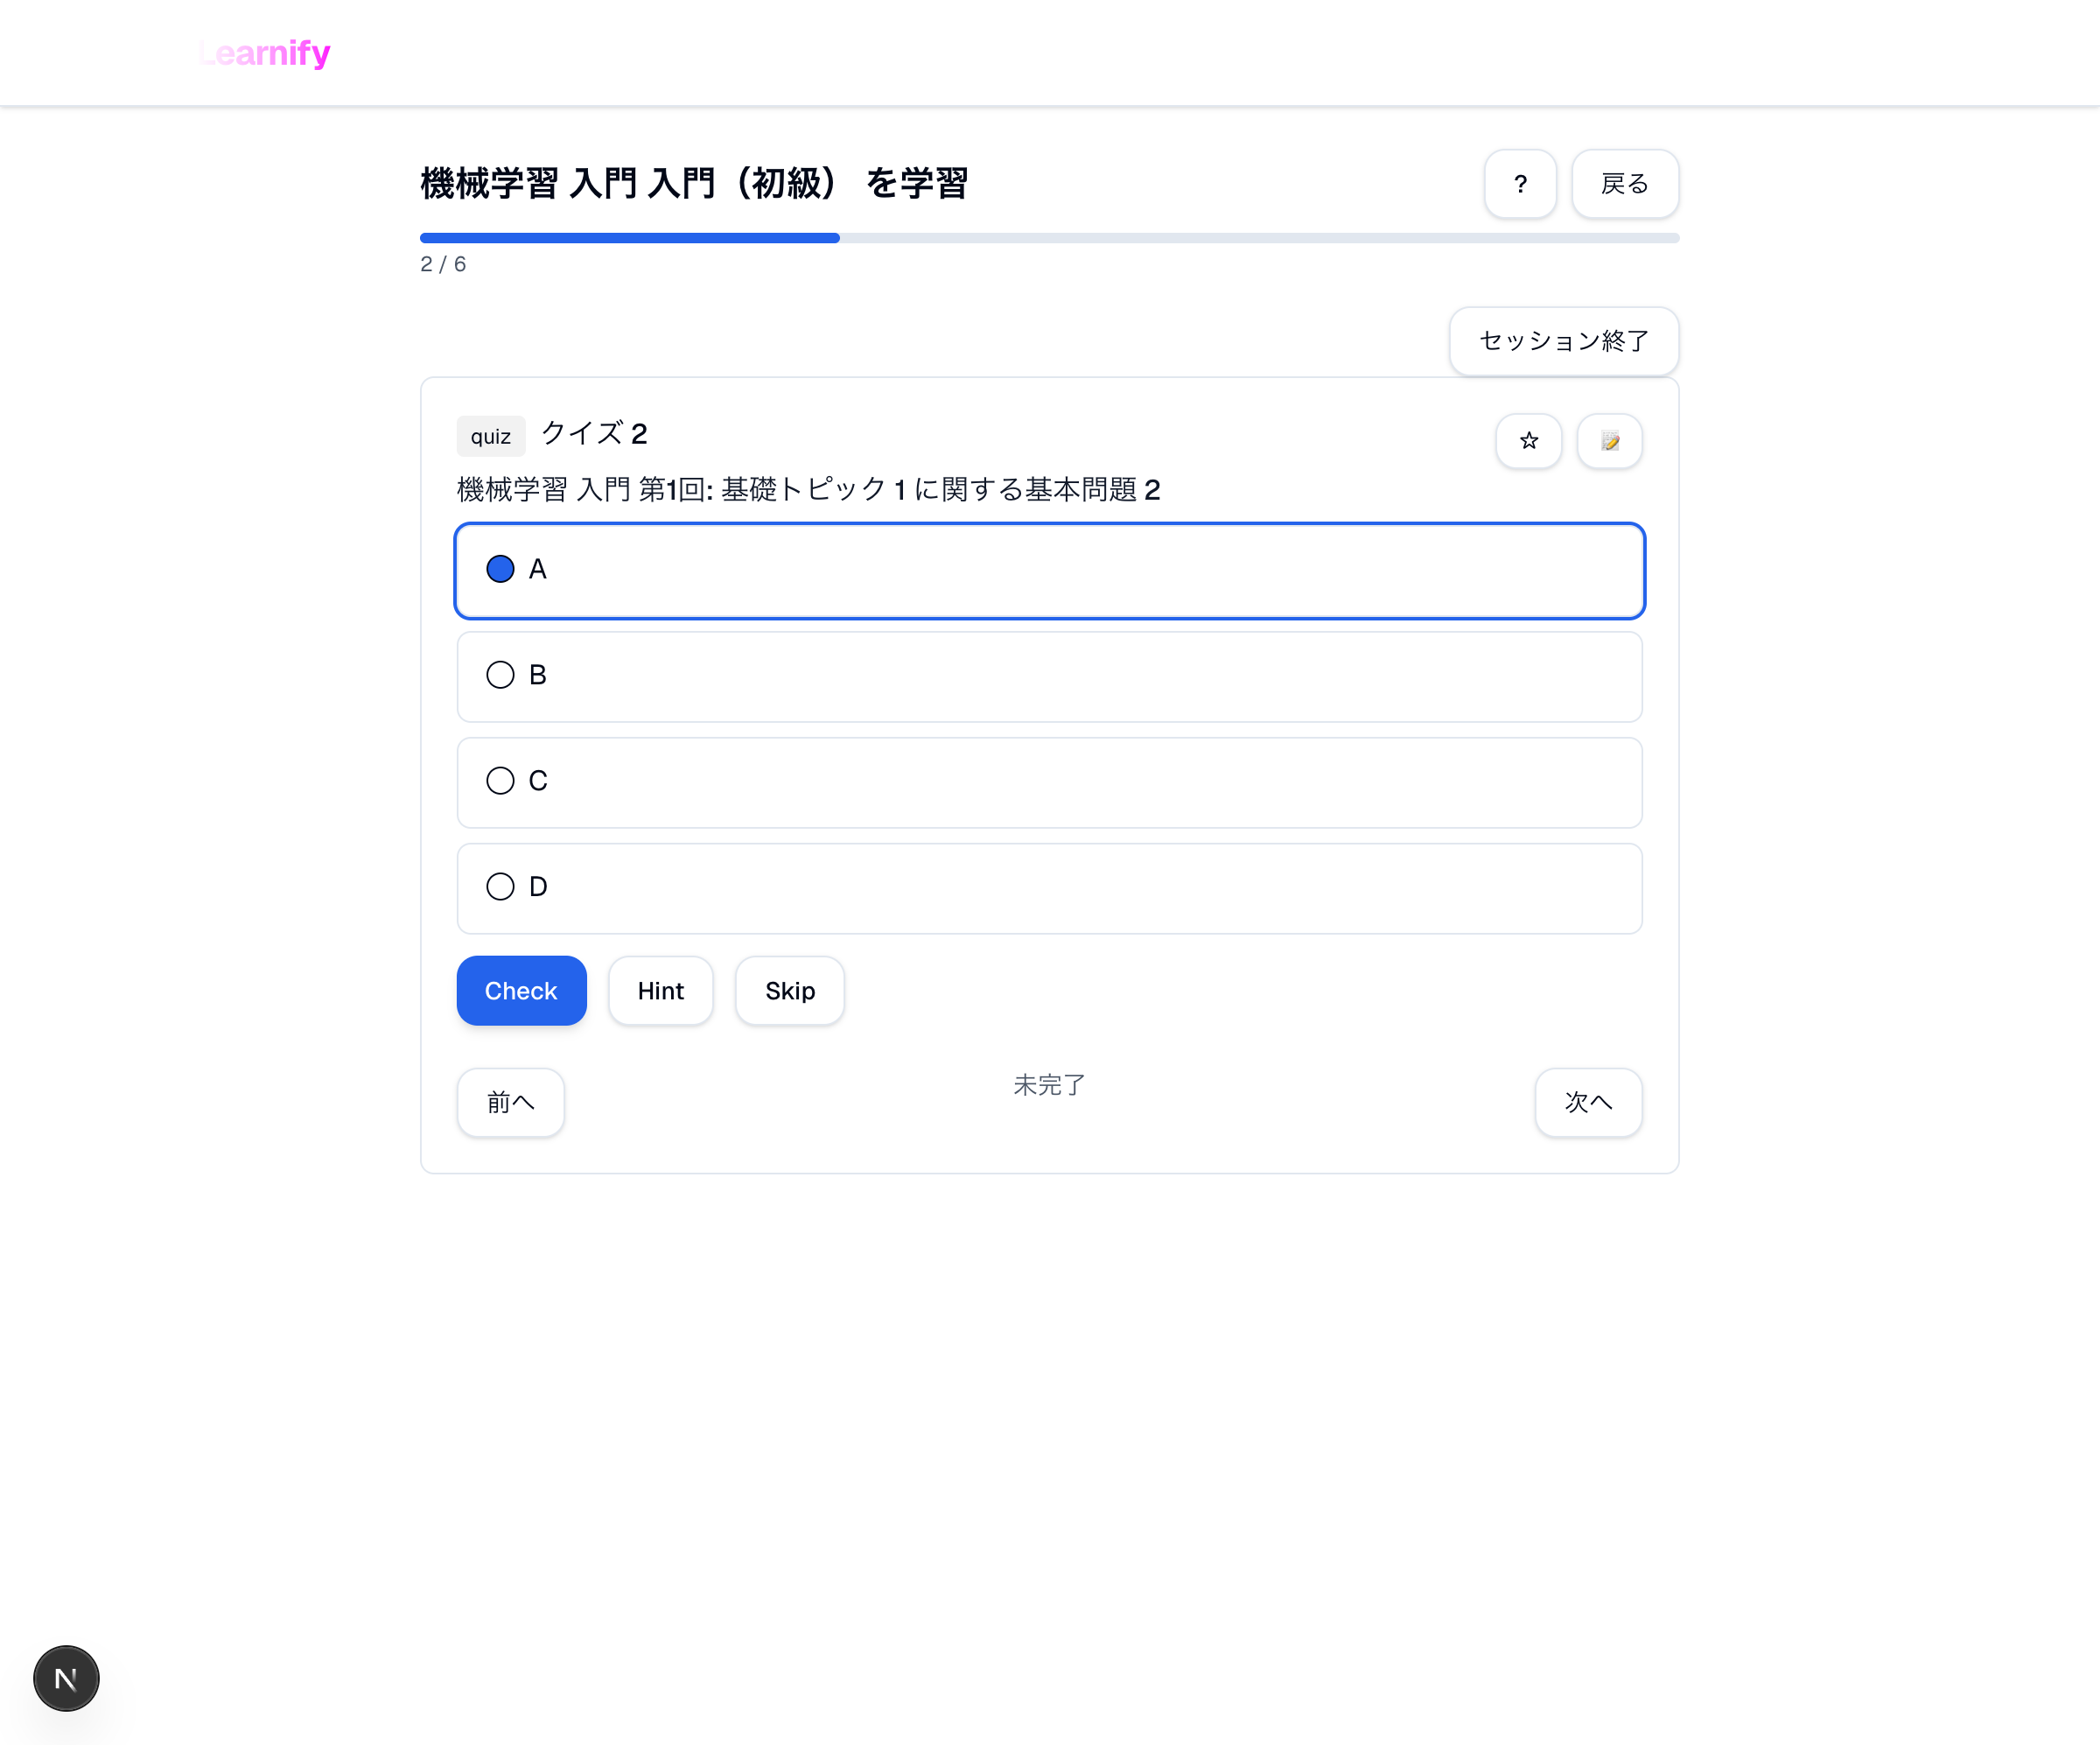 Learnify
機械学習 入門 入門（初級） を学習
?
戻る
2 / 6
セッション終了
quiz クイズ 2
機械学習 入門 第1回: 基礎トピック 1 に関する基本問題 2
A
B
C
D
Check
Hint
Skip
前へ
未完了
次へ
N